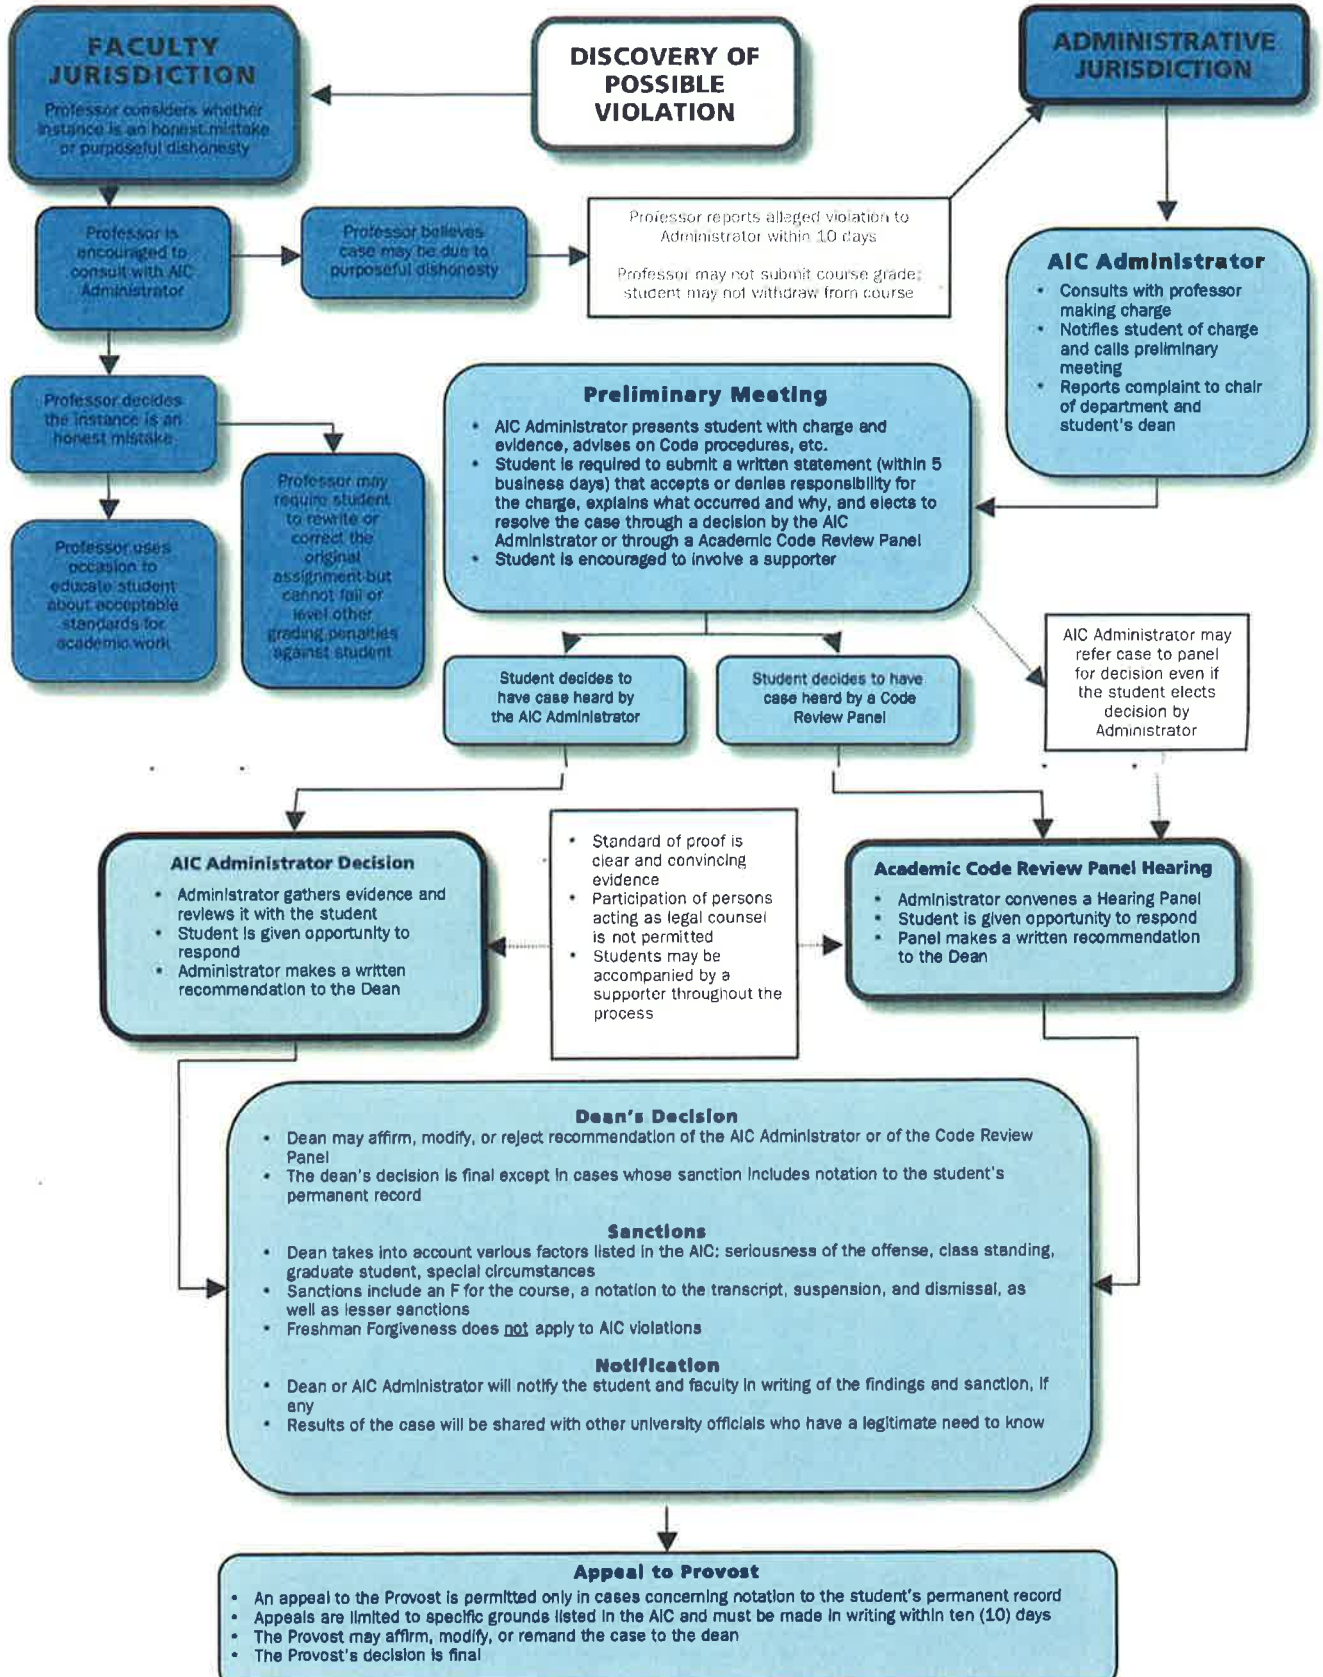 FACULTY
JURISDICTION
Professor considers whether
instance is an honest mistake
or purposeful dishonesty
DISCOVERY OF
POSSIBLE
VIOLATION
ADMINISTRATIVE
JURISDICTION
Professor is
encouraged to
consult with AIC
Administrator
Professor believes
case may be due to
purposeful dishonesty
Professor reports alleged violation to
Administrator within 10 days
Professor may not submit course grade;
student may not withdraw from course
AIC Administrator
• Consults with professor
making charge
• Notifies student of charge
and calls preliminary
meeting
• Reports complaint to chair
of department and
student's dean
Professor decides
the instance is an
honest mistake
Professor may
require student
to rewrite or
correct the
original
assignment but
cannot fail or
level other
grading penalties
against student
Professor uses
occasion to
educate student
about acceptable
standards for
academic work
Preliminary Meeting
• AIC Administrator presents student with charge and
evidence, advises on Code procedures, etc.
• Student is required to submit a written statement (within 5
business days) that accepts or denies responsibility for
the charge, explains what occurred and why, and elects to
resolve the case through a decision by the AIC
Administrator or through a Academic Code Review Panel
• Student is encouraged to involve a supporter
Student decides to
have case heard by
the AIC Administrator
Student decides to have
case heard by a Code
Review Panel
AIC Administrator may
refer case to panel
for decision even if
the student elects
decision by
Administrator
AIC Administrator Decision
• Administrator gathers evidence and
reviews it with the student
• Student is given opportunity to
respond
• Administrator makes a written
recommendation to the Dean
• Standard of proof is
clear and convincing
evidence
• Participation of persons
acting as legal counsel
is not permitted
• Students may be
accompanied by a
supporter throughout the
process
Academic Code Review Panel Hearing
• Administrator convenes a Hearing Panel
• Student is given opportunity to respond
• Panel makes a written recommendation
to the Dean
Dean's Decision
• Dean may affirm, modify, or reject recommendation of the AIC Administrator or of the Code Review
Panel
• The dean's decision is final except in cases whose sanction includes notation to the student's
permanent record
Sanctions
• Dean takes into account various factors listed in the AIC: seriousness of the offense, class standing,
graduate student, special circumstances
• Sanctions include an F for the course, a notation to the transcript, suspension, and dismissal, as
well as lesser sanctions
• Freshman Forgiveness does not apply to AIC violations
Notification
• Dean or AIC Administrator will notify the student and faculty in writing of the findings and sanction, if
any
• Results of the case will be shared with other university officials who have a legitimate need to know
Appeal to Provost
• An appeal to the Provost is permitted only in cases concerning notation to the student's permanent record
• Appeals are limited to specific grounds listed in the AIC and must be made in writing within ten (10) days
• The Provost may affirm, modify, or remand the case to the dean
• The Provost's decision is final